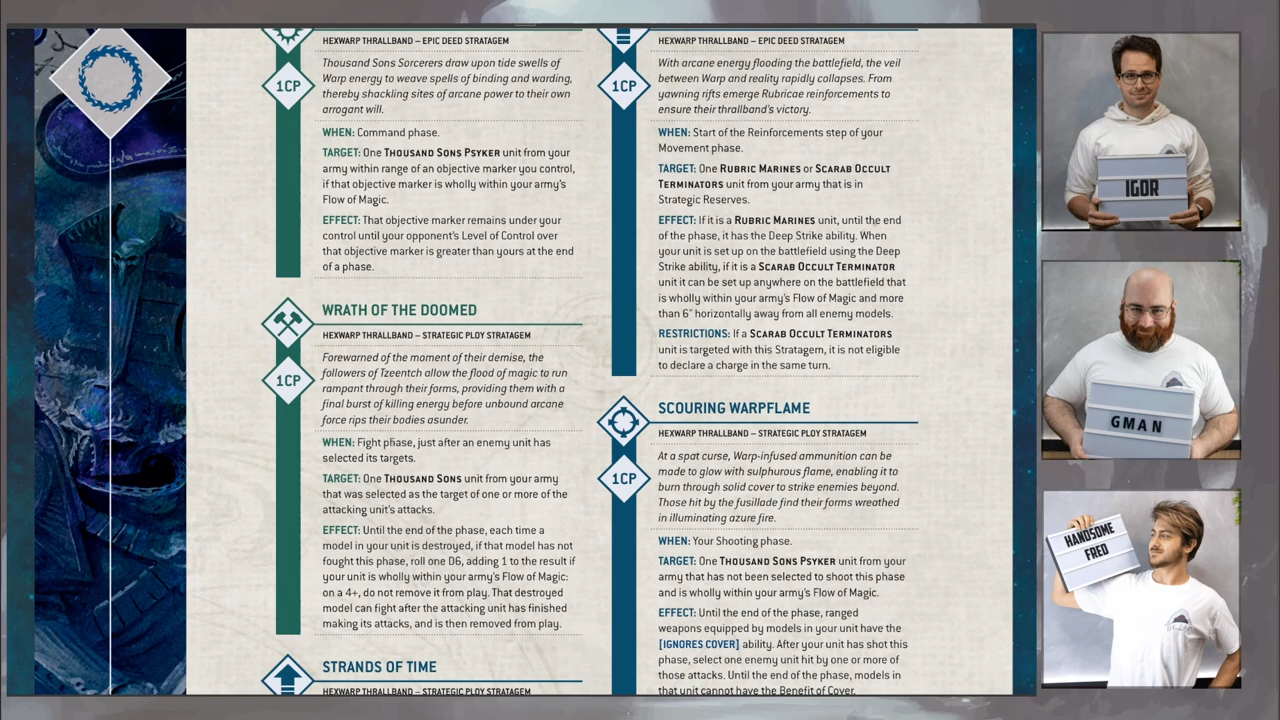 HEXWARP THRALLBAND – EPIC DEED STRATAGEM
1CP
Thousand Sons Sorcerers draw upon tide swells of
Warp energy to weave spells of binding and warding,
thereby shackling sites of arcane power to their own
arrogant will.
WHEN: Command phase.
TARGET: One THOUSAND SONS PSYKER unit from your
army within range of an objective marker you control,
if that objective marker is wholly within your army's
Flow of Magic.
EFFECT: That objective marker remains under your
control until your opponent's Level of Control over
that objective marker is greater than yours at the end
of a phase.
WRATH OF THE DOOMED
HEXWARP THRALLBAND – STRATEGIC PLOY STRATAGEM
1CP
Forewarned of the moment of their demise, the
followers of Tzeentch allow the flood of magic to run
rampant through their forms, providing them with a
final burst of killing energy before unbound arcane
force rips their bodies asunder.
WHEN: Fight phase, just after an enemy unit has
selected its targets.
TARGET: One THOUSAND SONS unit from your army
that was selected as the target of one or more of the
attacking unit's attacks.
EFFECT: Until the end of the phase, each time a
model in your unit is destroyed, if that model has not
fought this phase, roll one D6, adding 1 to the result if
your unit is wholly within your army's Flow of Magic:
on a 4+, do not remove it from play. That destroyed
model can fight after the attacking unit has finished
making its attacks, and is then removed from play.
STRANDS OF TIME
HEXWARP THRALLBAND – STRATEGIC PLOY STRATAGEM
HEXWARP THRALLBAND – EPIC DEED STRATAGEM
1CP
With arcane energy flooding the battlefield, the veil
between Warp and reality rapidly collapses. From
yawning rifts emerge Rubricae reinforcements to
ensure their thrallband's victory.
WHEN: Start of the Reinforcements step of your
Movement phase.
TARGET: One RUBRIC MARINES or SCARAB OCCULT
TERMINATORS unit from your army that is in
Strategic Reserves.
EFFECT: If it is a RUBRIC MARINES unit, until the end
of the phase, it has the Deep Strike ability. When
your unit is set up on the battlefield using the Deep
Strike ability, if it is a SCARAB OCCULT TERMINATOR
unit it can be set up anywhere on the battlefield that
is wholly within your army's Flow of Magic and more
than 6" horizontally away from all enemy models.
RESTRICTIONS: If a SCARAB OCCULT TERMINATORS
unit is targeted with this Stratagem, it is not eligible
to declare a charge in the same turn.
SCOURING WARPFLAME
HEXWARP THRALLBAND – STRATEGIC PLOY STRATAGEM
1CP
At a spat curse, Warp-infused ammunition can be
made to glow with sulphurous flame, enabling it to
burn through solid cover to strike enemies beyond.
Those hit by the fusillade find their forms wreathed
in illuminating azure fire.
WHEN: Your Shooting phase.
TARGET: One THOUSAND SONS PSYKER unit from your
army that has not been selected to shoot this phase
and is wholly within your army's Flow of Magic.
EFFECT: Until the end of the phase, ranged
weapons equipped by models in your unit have the
[IGNORES COVER] ability. After your unit has shot this
phase, select one enemy unit hit by one or more of
those attacks. Until the end of the phase, models in
that unit cannot have the Benefit of Cover.
IGOR
GMAN
HANDSOME
FRED